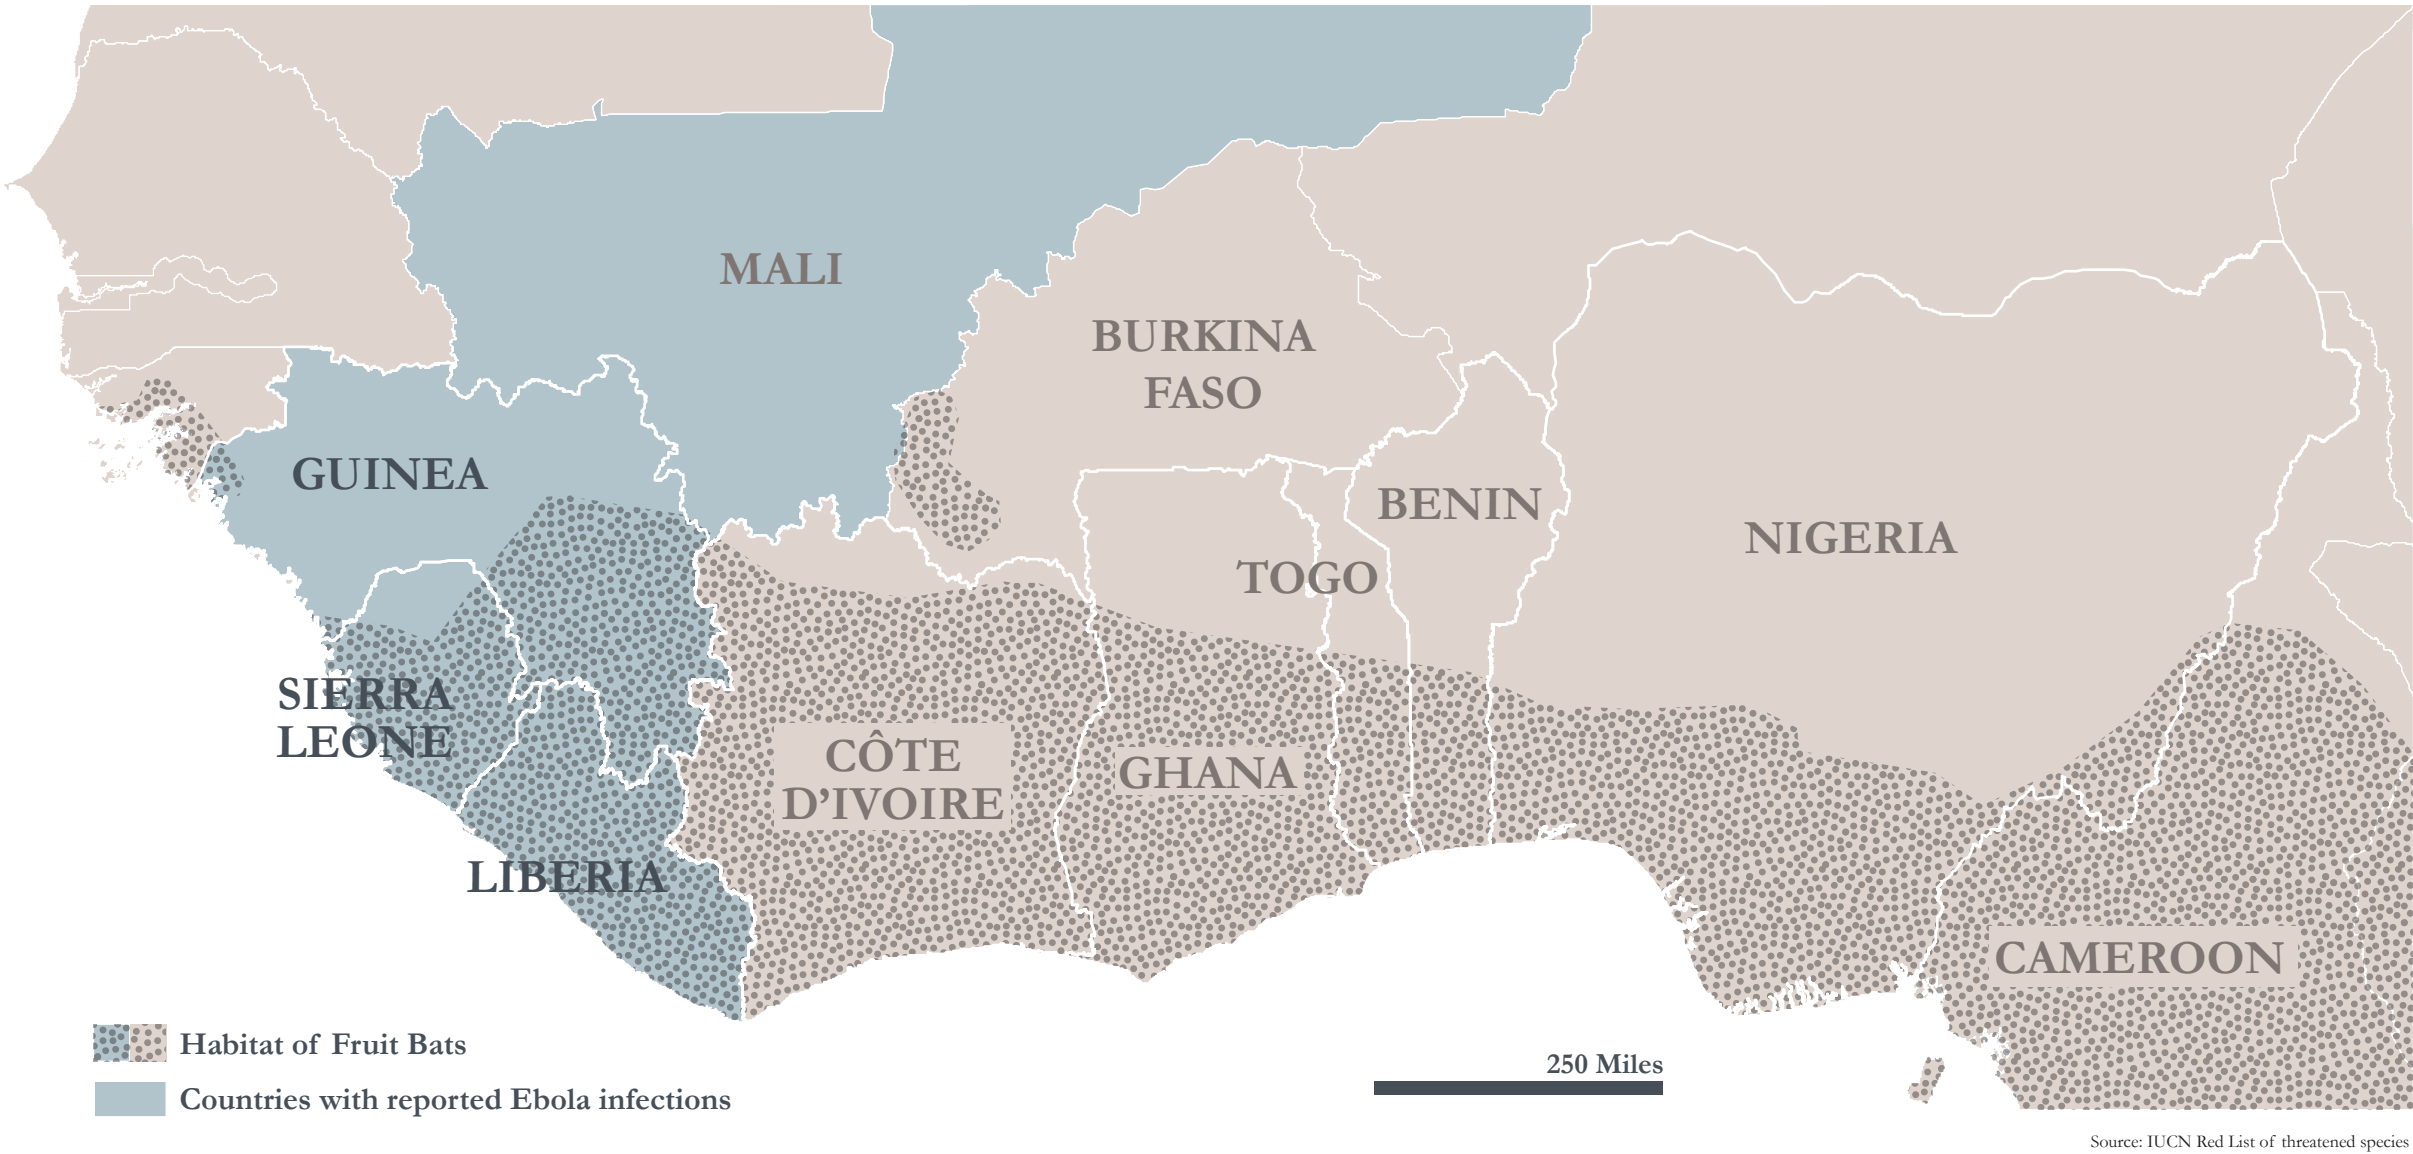 MALI
BURKINA
FASO
GUINEA
BENIN
NIGERIA
TOGO
SIERRA
LEONE
CÔTE
D’IVOIRE
GHANA
LIBERIA
CAMEROON
Habitat of Fruit Bats
250 Miles
Countries with reported Ebola infections
Source: IUCN Red List of threatened species